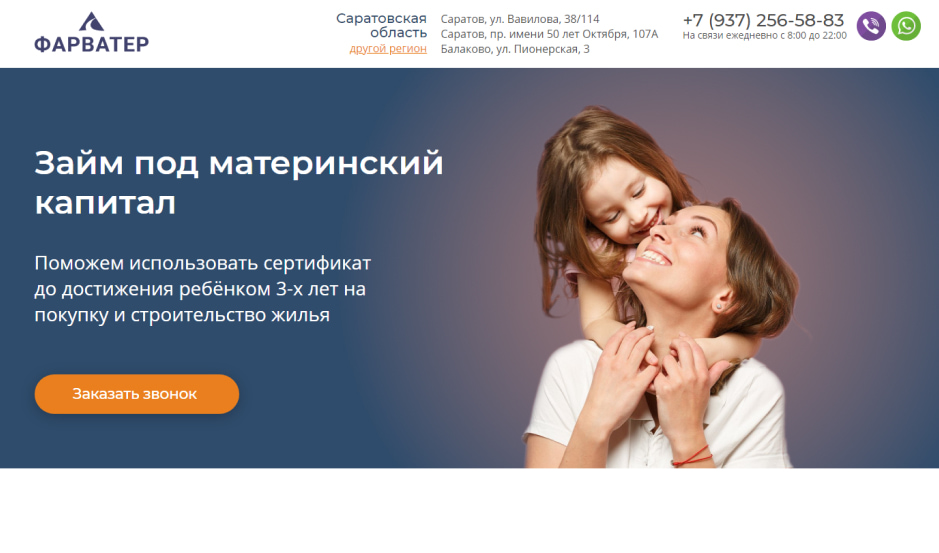 ФАРВАТЕР
Саратовская
область
другой регион
Саратов, ул. Вавилова, 38/114
Саратов, пр. имени 50 лет Октября, 107А
Балаково, ул. Пионерская, 3
+7 (937) 256-58-83
На связи ежедневно с 8:00 до 22:00
Займ под материнский
капитал
Поможем использовать сертификат
до достижения ребёнком 3-х лет на
покупку и строительство жилья
Заказать звонок